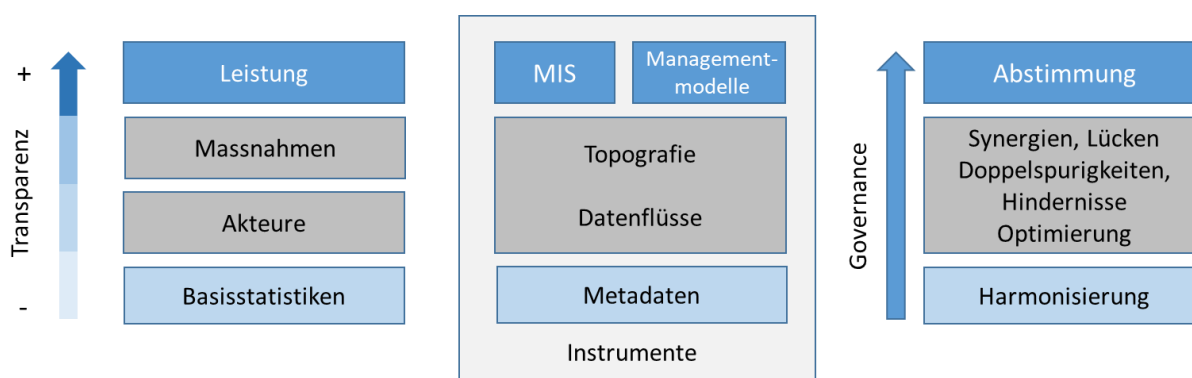 +
Transparenz
-
Leistung
Massnahmen
Akteure
Basisstatistiken
MIS
Management-
modelle
Topografie
Datenflüsse
Metadaten
Instrumente
Governance
Abstimmung
Synergien, Lücken
Doppelspurigkeiten,
Hindernisse
Optimierung
Harmonisierung